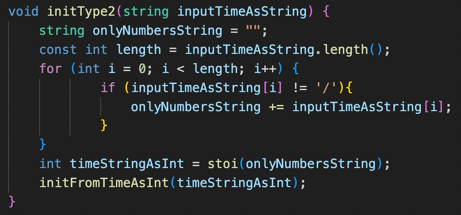 void initType2(string inputTimeAsString) {
    string onlyNumbersString = "";
    const int length = inputTimeAsString.length();
    for (int i = 0; i < length; i++) {
            if (inputTimeAsString[i] != '/'){
                onlyNumbersString += inputTimeAsString[i];
            }
    }
    int timeStringAsInt = stoi(onlyNumbersString);
    initFromTimeAsInt(timeStringAsInt);
}